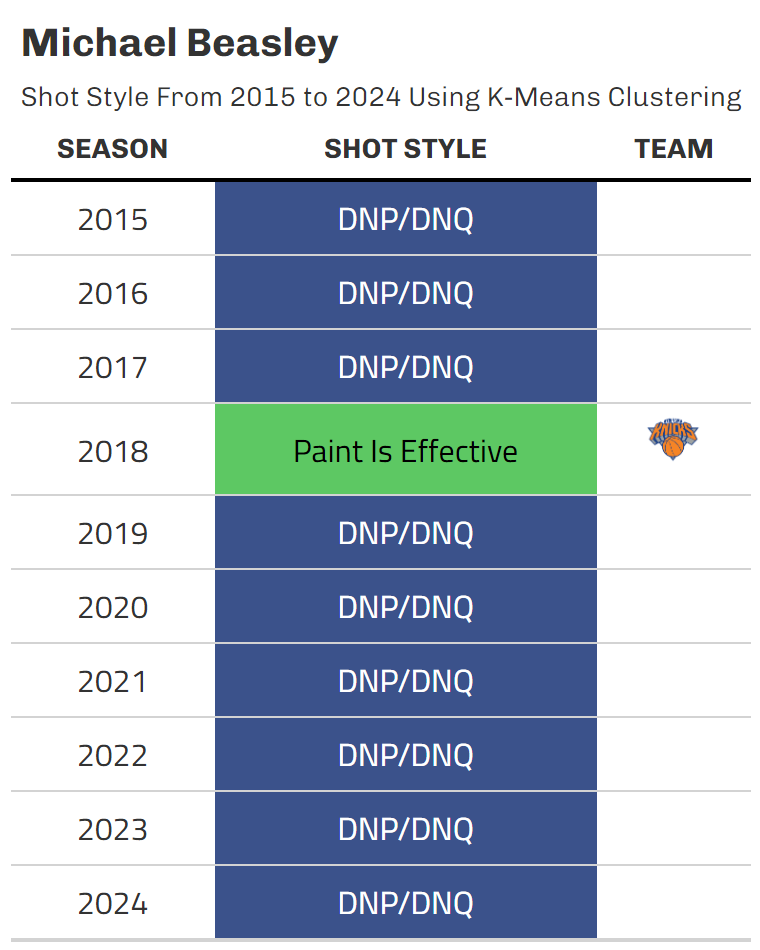 Michael Beasley
Shot Style From 2015 to 2024 Using K-Means Clustering
SEASON SHOT STYLE TEAM
2015 DNP/DNQ
2016 DNP/DNQ
2017 DNP/DNQ
2018 Paint Is Effective KNICKS
2019 DNP/DNQ
2020 DNP/DNQ
2021 DNP/DNQ
2022 DNP/DNQ
2023 DNP/DNQ
2024 DNP/DNQ